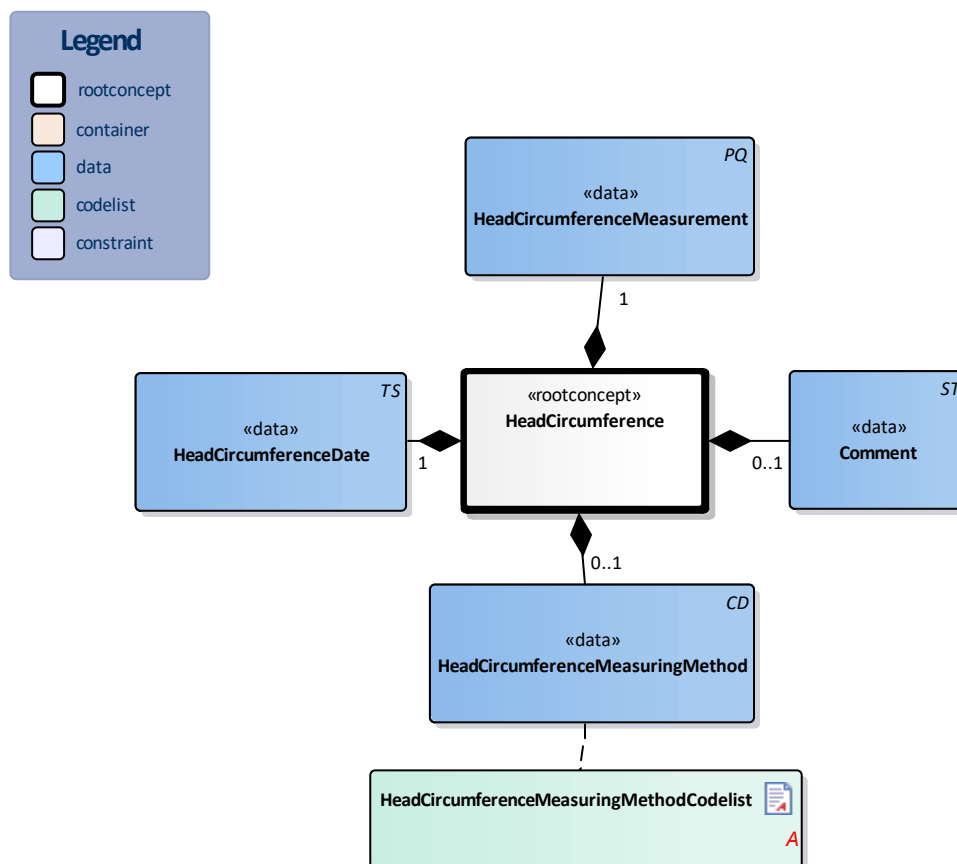 Legend
rootconcept
container
data
codelist
constraint
PQ
«data»
HeadCircumferenceMeasurement
1
TS
«data»
HeadCircumferenceDate
1
«rootconcept»
HeadCircumference
ST
«data»
Comment
0..1
0..1
CD
«data»
HeadCircumferenceMeasuringMethod
HeadCircumferenceMeasuringMethodCodelist
A